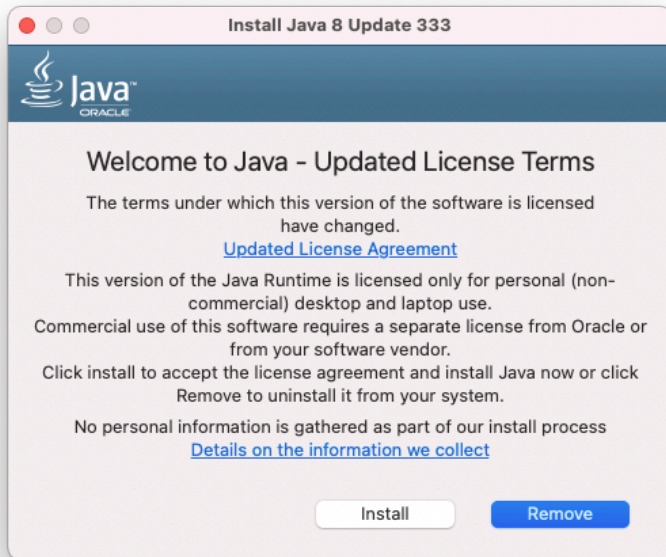 Install Java 8 Update 333
Java™
ORACLE
Welcome to Java - Updated License Terms
The terms under which this version of the software is licensed
have changed.
Updated License Agreement
This version of the Java Runtime is licensed only for personal (non-
commercial) desktop and laptop use.
Commercial use of this software requires a separate license from Oracle or
from your software vendor.
Click install to accept the license agreement and install Java now or click
Remove to uninstall it from your system.
No personal information is gathered as part of our install process
Details on the information we collect
Install
Remove